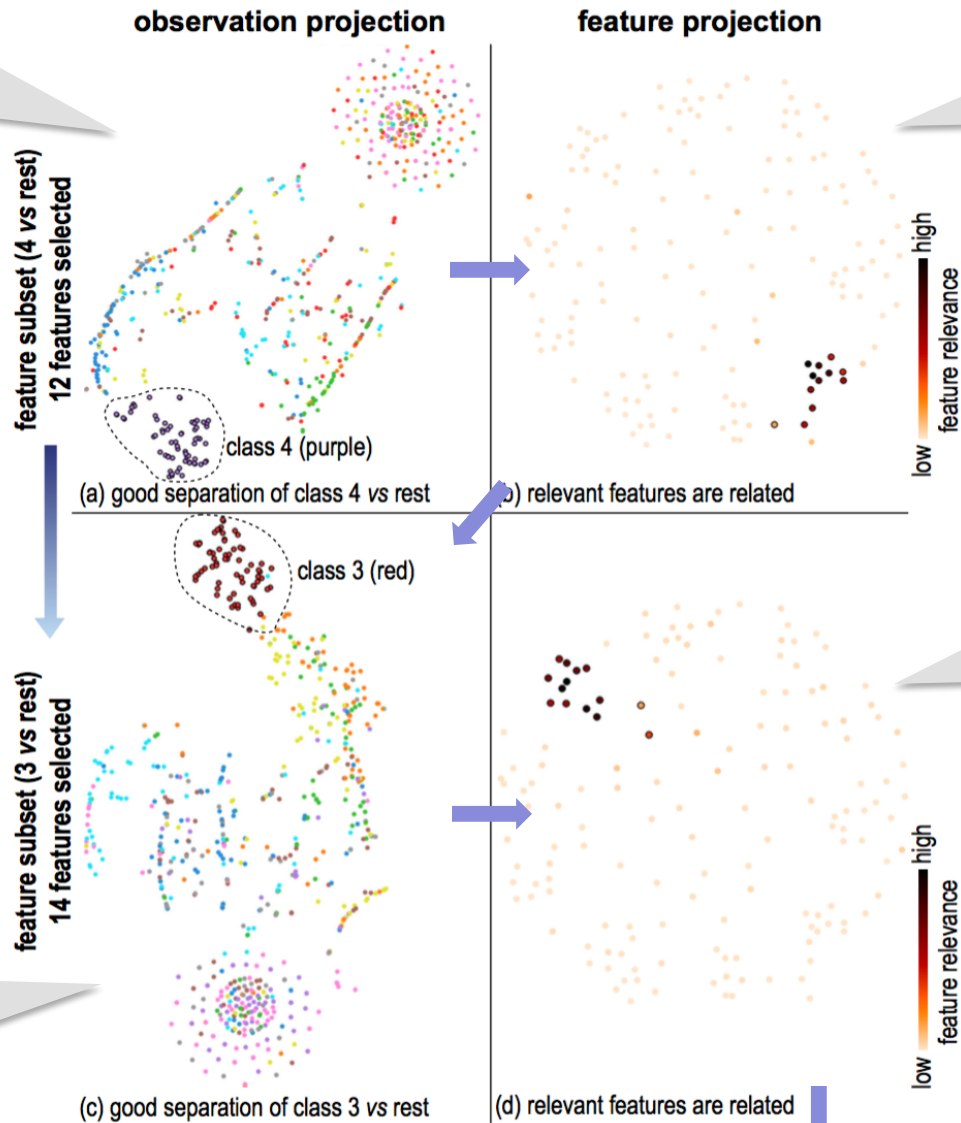 observation projection
feature projection
feature subset (4 vs rest)
12 features selected
class 4 (purple)
(a) good separation of class 4 vs rest
high
feature relevance
low
(b) relevant features are related
feature subset (3 vs rest)
14 features selected
class 3 (red)
(c) good separation of class 3 vs rest
high
feature relevance
low
(d) relevant features are related